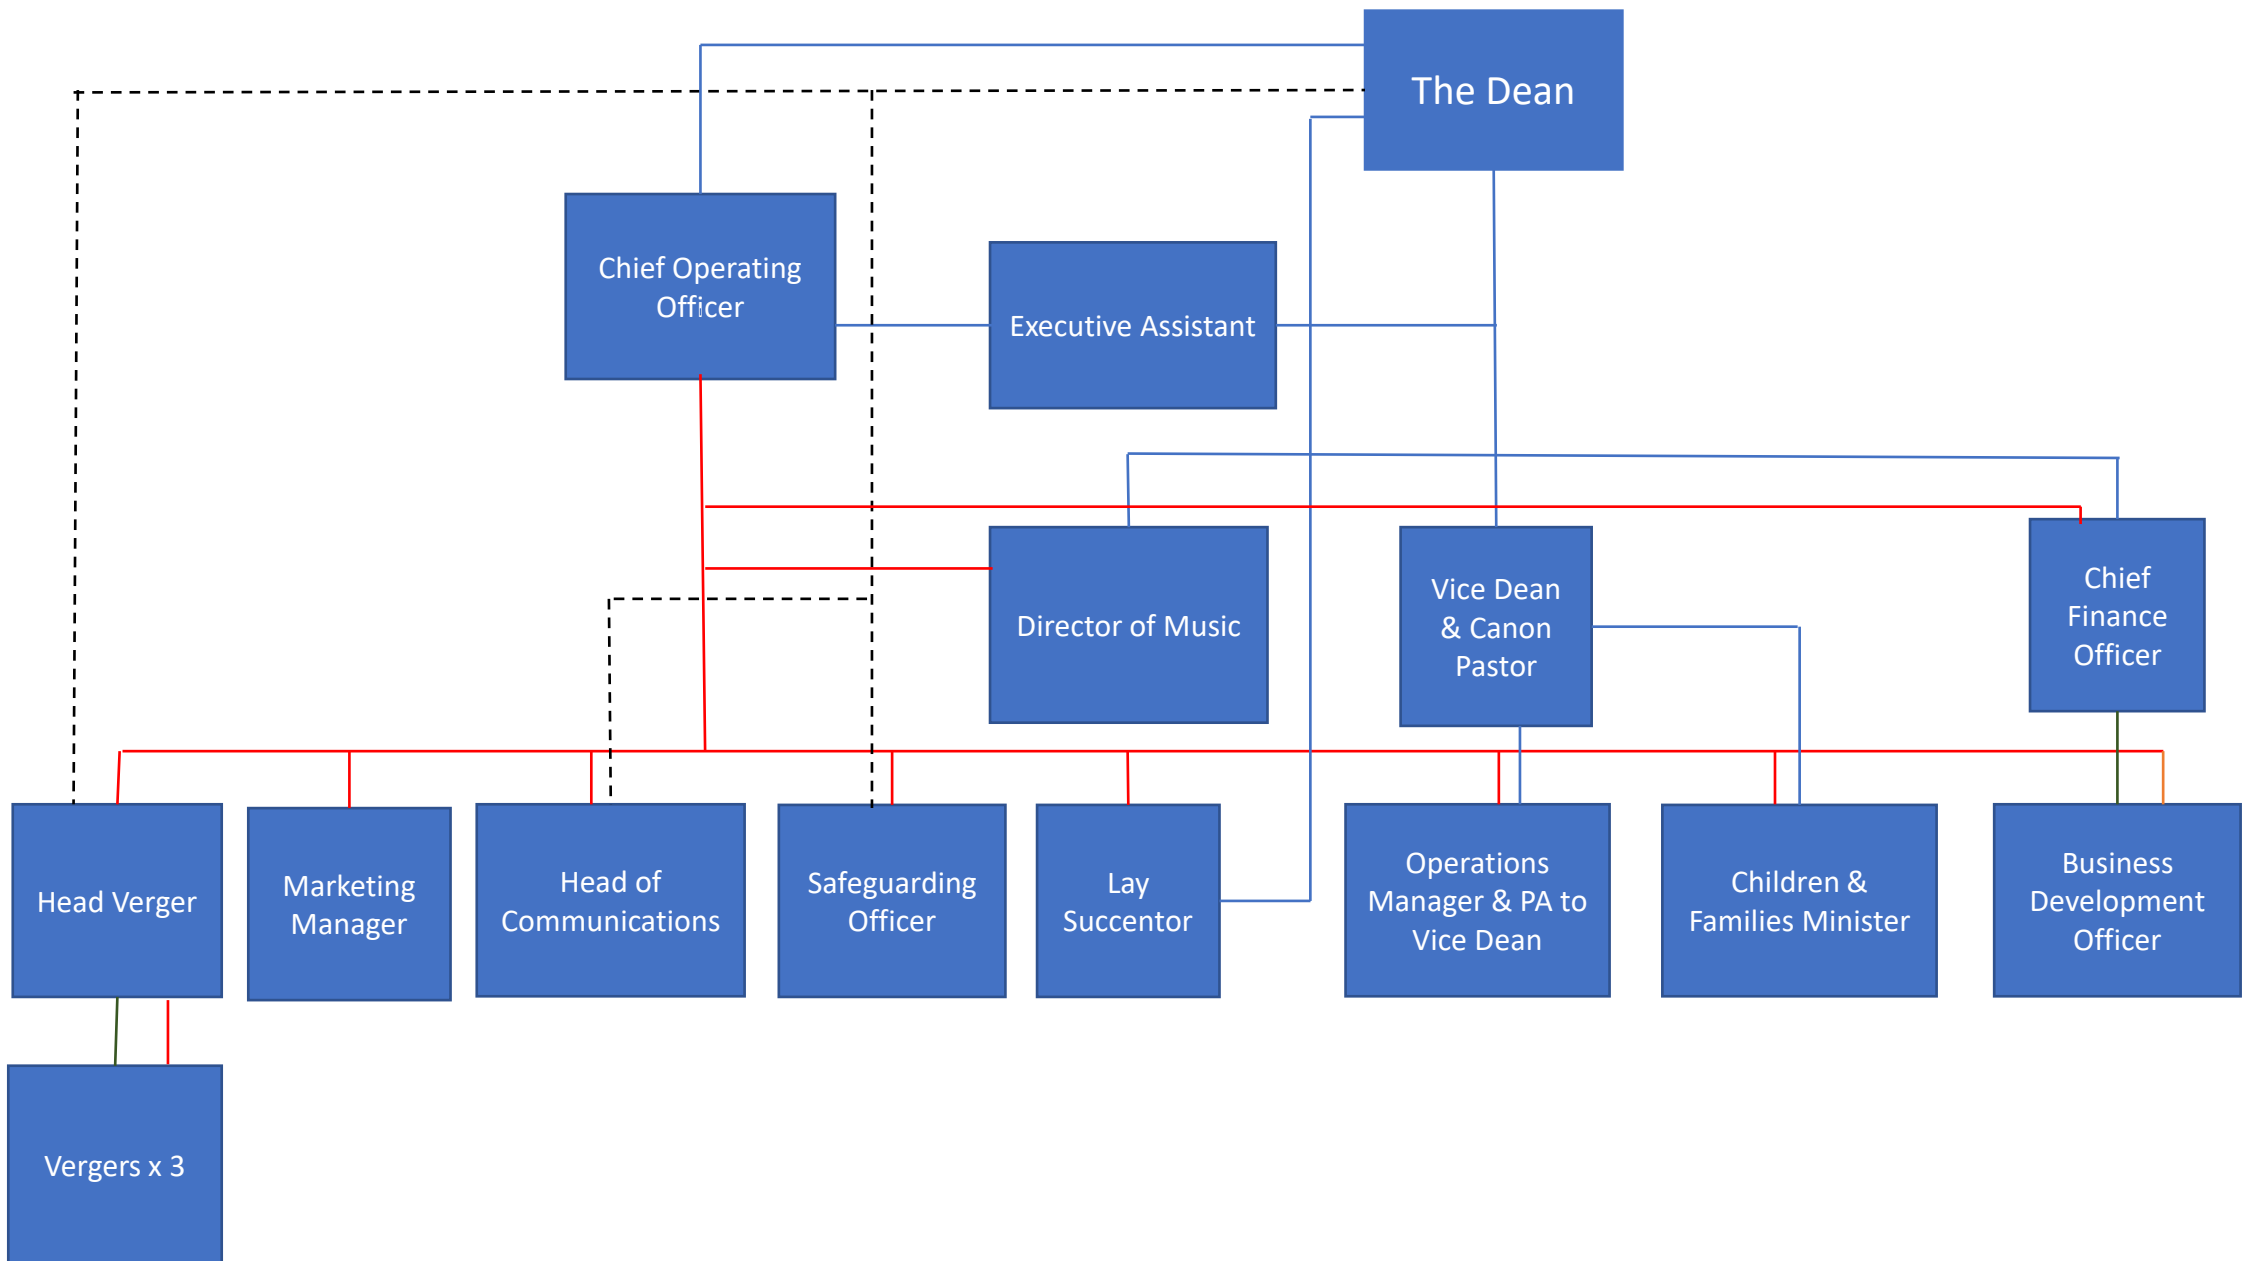 The Dean
Chief Operating
Officer
Executive Assistant
Director of Music
Vice Dean
& Canon
Pastor
Chief
Finance
Officer
Head Verger
Marketing
Manager
Head of
Communications
Safeguarding
Officer
Lay
Succentor
Operations
Manager & PA to
Vice Dean
Children &
Families Minister
Business
Development
Officer
Vergers x 3